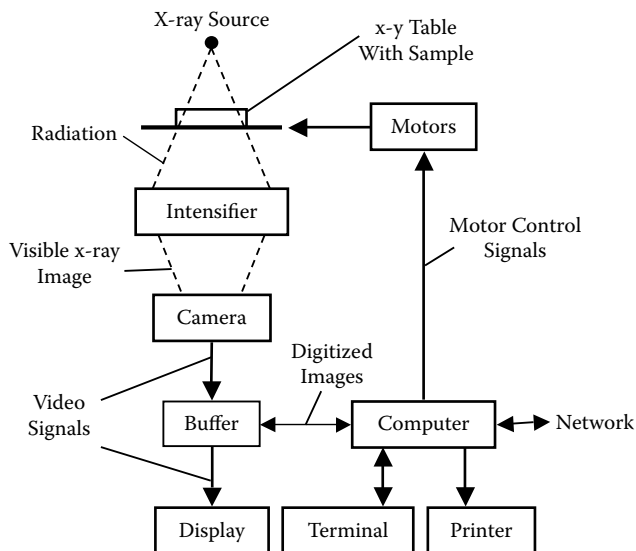 X-ray Source
x-y Table
With Sample
Radiation
Motors
Intensifier
Motor Control
Signals
Visible x-ray
Image
Camera
Digitized
Images
Video
Signals
Buffer
Computer
Network
Display
Terminal
Printer